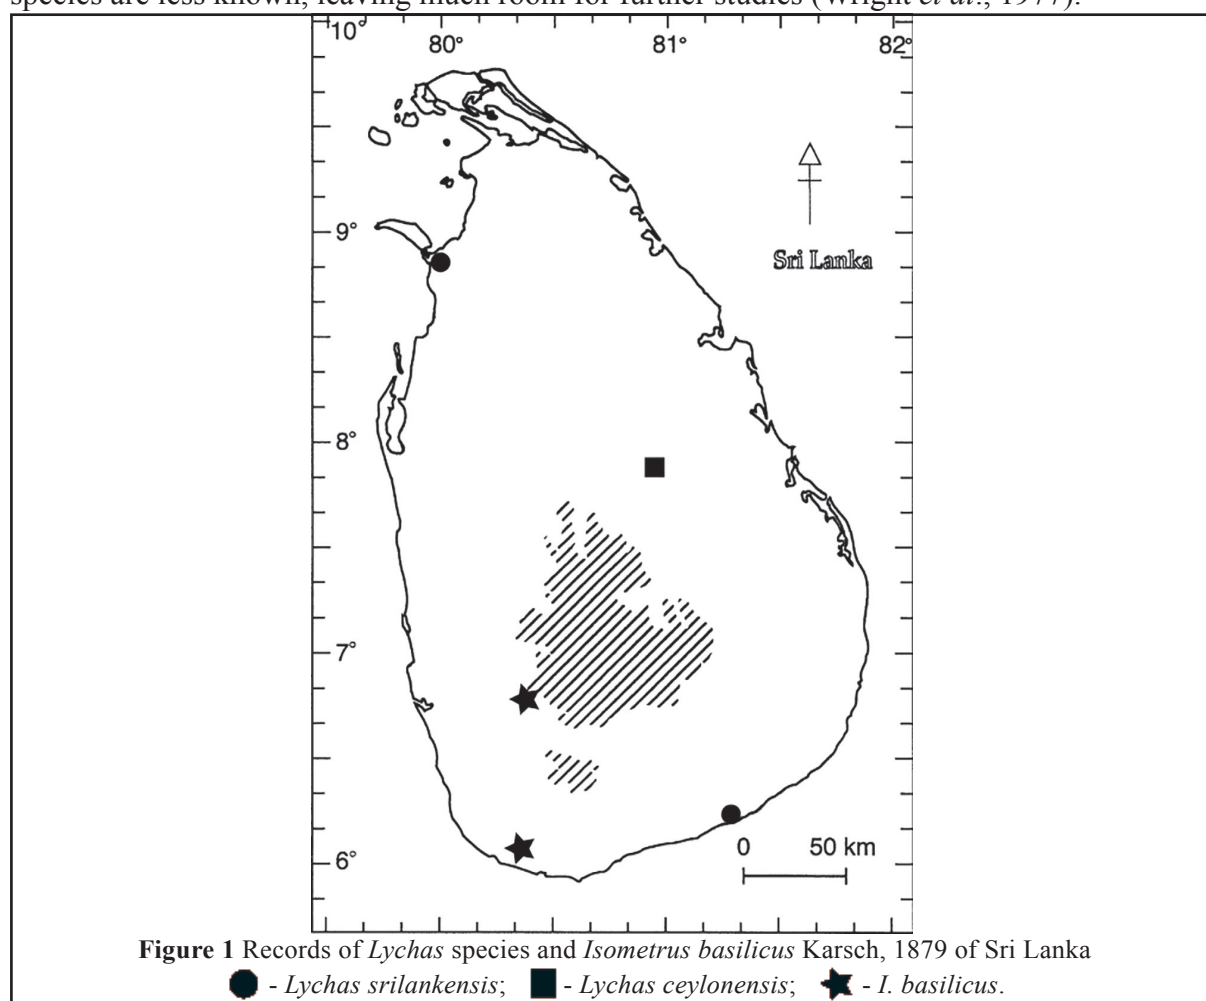 species are less known, leaving much room for further studies (Wright et al., 1977).
10°
80° 81° 82°
Sri Lanka
9°
8°
7°
6°
0 50 km
Figure 1 Records of Lychas species and Isometrus basilicus Karsch, 1879 of Sri Lanka
- Lychas srilankensis; - Lychas ceylonensis; - I. basilicus.